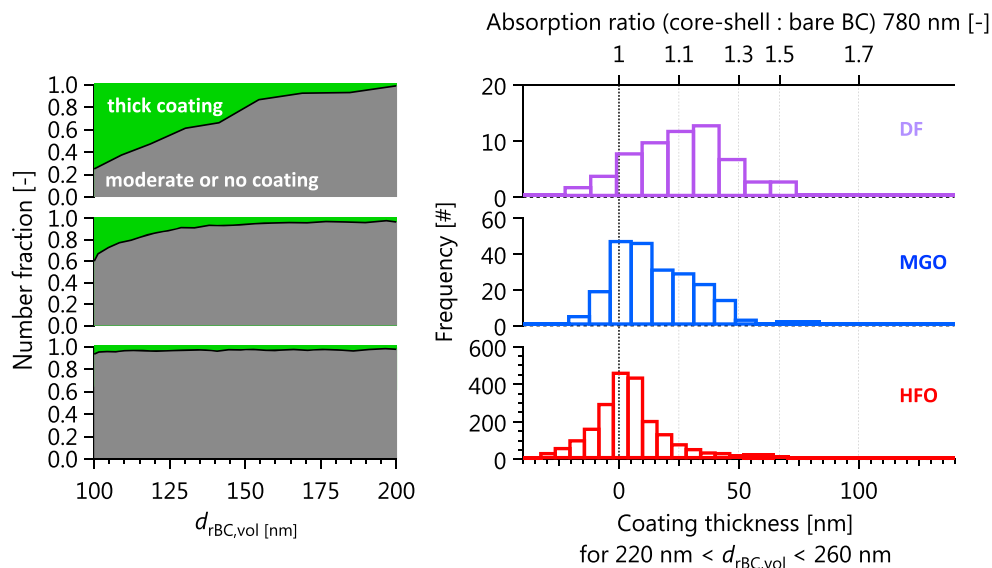 Absorption ratio (core-shell : bare BC) 780 nm [-]
1 1.1 1.3 1.5 1.7
Number fraction [-]
1.0
0.8
0.6
0.4
0.2
0.0
thick coating
moderate or no coating
1.0
0.8
0.6
0.4
0.2
0.0
1.0
0.8
0.6
0.4
0.2
0.0
100 125 150 175 200
drBC,vol [nm]
Frequency [#]
20
10
0
DF
60
40
20
0
MGO
600
400
200
0
HFO
0 50 100
Coating thickness [nm]
for 220 nm < drBC,vol < 260 nm